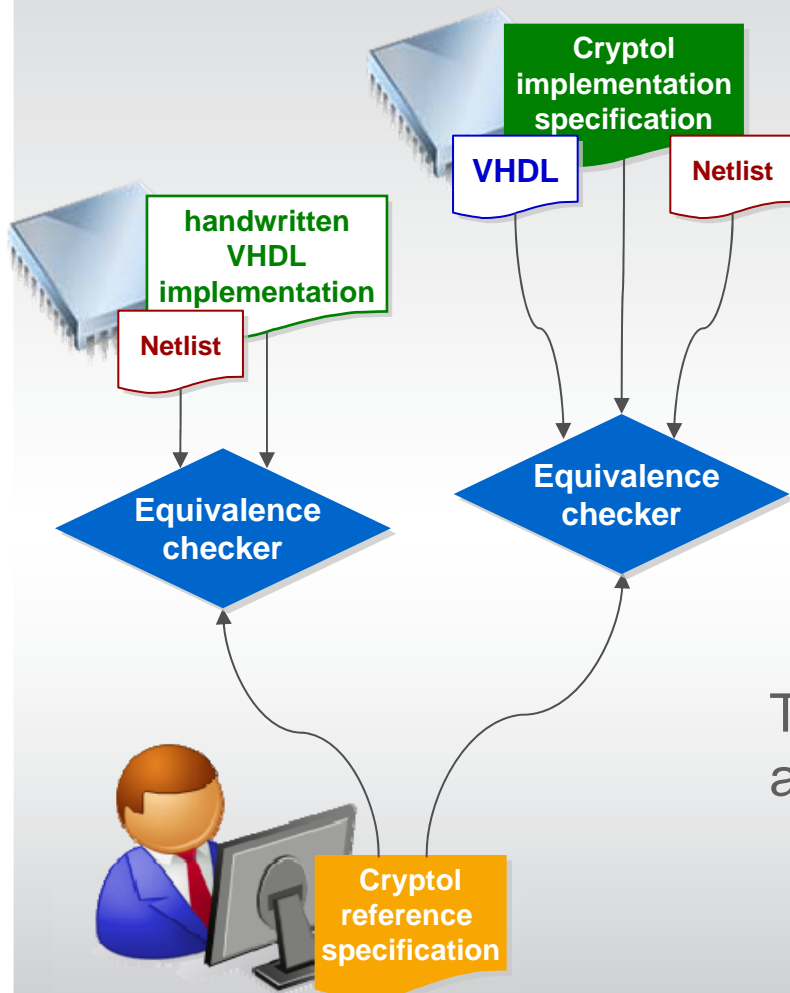 Cryptol
implementation
specification
VHDL
Netlist
handwritten
VHDL
implementation
Netlist
Equivalence
checker
Equivalence
checker
T
a
Cryptol
reference
specification